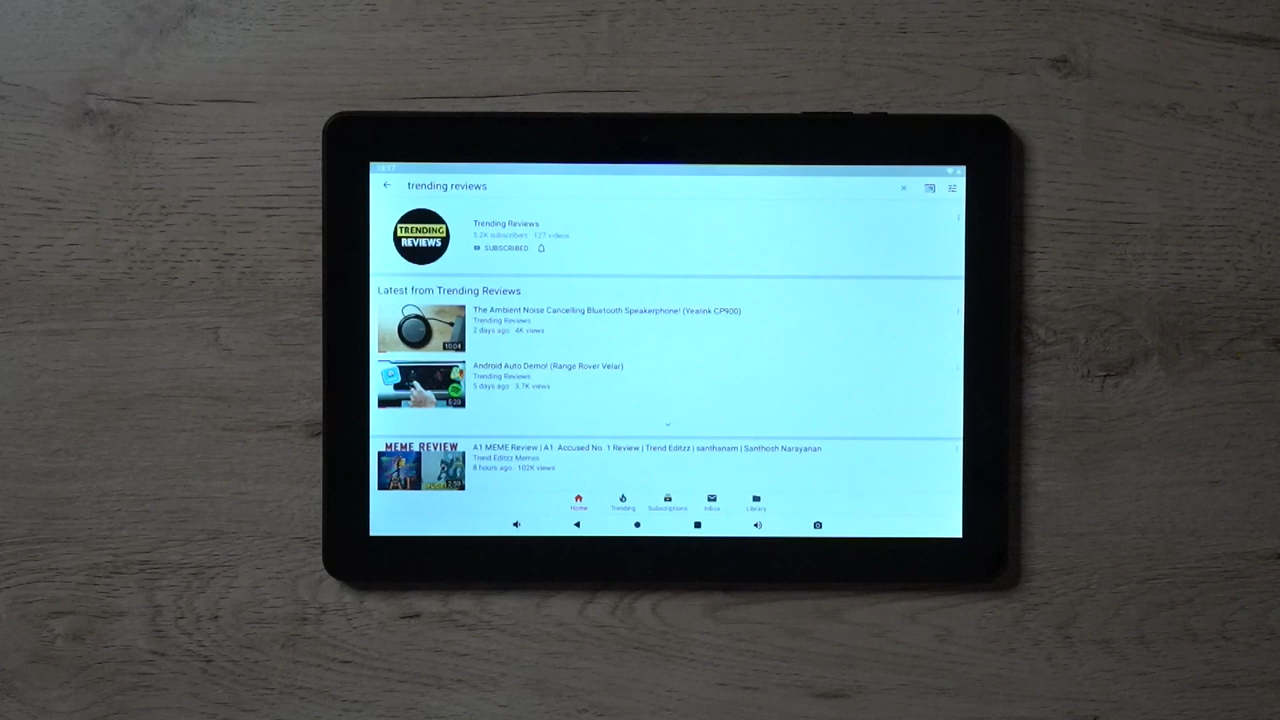 13:17
trending reviews
TRENDING
REVIEWS
Trending Reviews
5.2K subscribers · 127 videos
SUBSCRIBED
Latest from Trending Reviews
10:04
The Ambient Noise Cancelling Bluetooth Speakerphone! (Yealink CP900)
Trending Reviews
2 days ago · 4K views
5:20
Android Auto Demo! (Range Rover Velar)
Trending Reviews
5 days ago · 3.7K views
MEME REVIEW
2:59
A1 MEME Review | A1. Accused No. 1 Review | Trend Editzz | santhanam | Santhosh Narayanan
Trend Editzz Memes
8 hours ago · 102K views
Home
Trending
Subscriptions
Inbox
Library